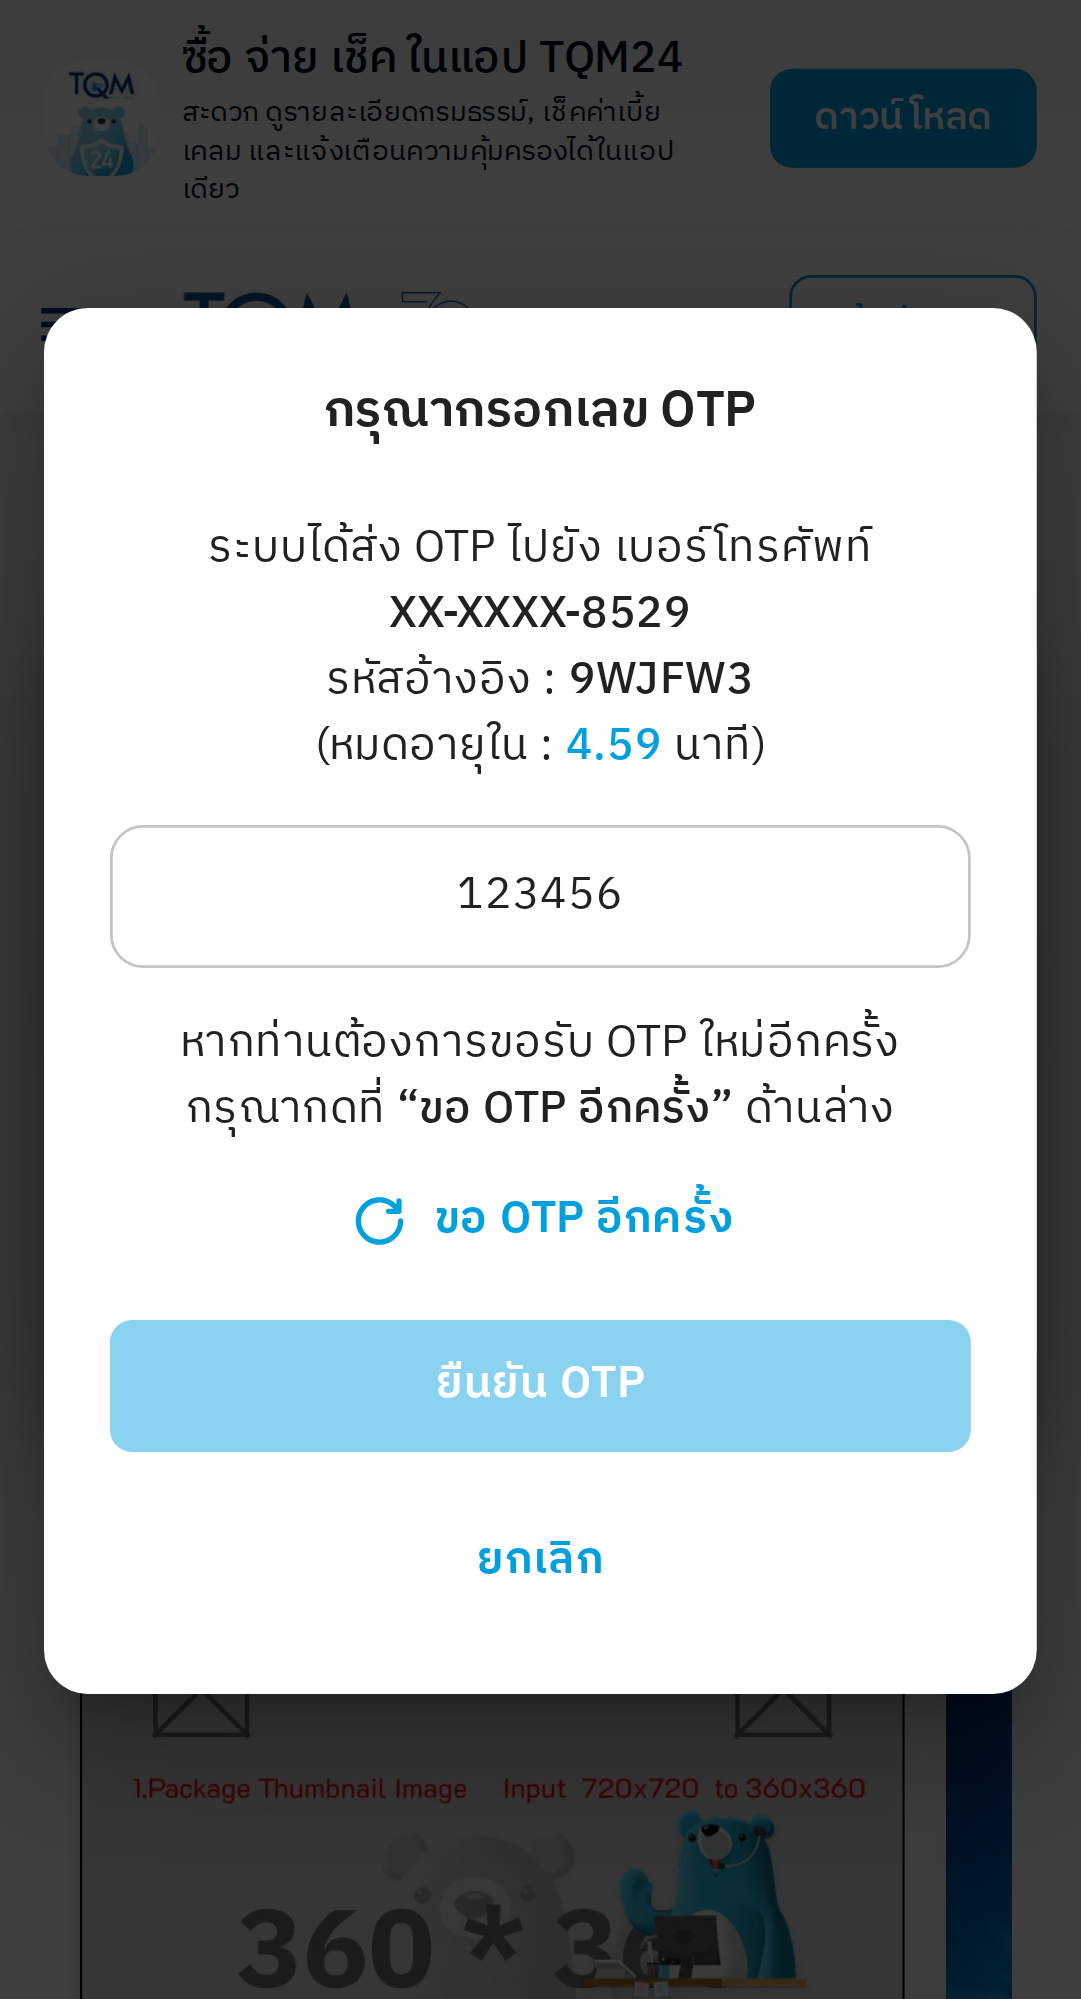 ซื้อ จ่าย เช็ค ในแอป TQM24
สะดวก ดูรายละเอียดกรมธรรม์, เช็คค่าเบี้ย
เคลม และแจ้งเตือนความคุ้มครองได้ในแอป
เดียว
TQM
24
ดาวน์โหลด
TQM
กรุณากรอกเลข OTP
ระบบได้ส่ง OTP ไปยัง เบอร์โทรศัพท์
XX-XXXX-8529
รหัสอ้างอิง : 9WJFW3
(หมดอายุใน : 4.59 นาที)
123456
หากท่านต้องการขอรับ OTP ใหม่อีกครั้ง
กรุณากดที่ “ขอ OTP อีกครั้ง” ด้านล่าง
ขอ OTP อีกครั้ง
ยืนยัน OTP
ยกเลิก
1.Package Thumbnail Image Input 720x720 to 360x360
360 * 36